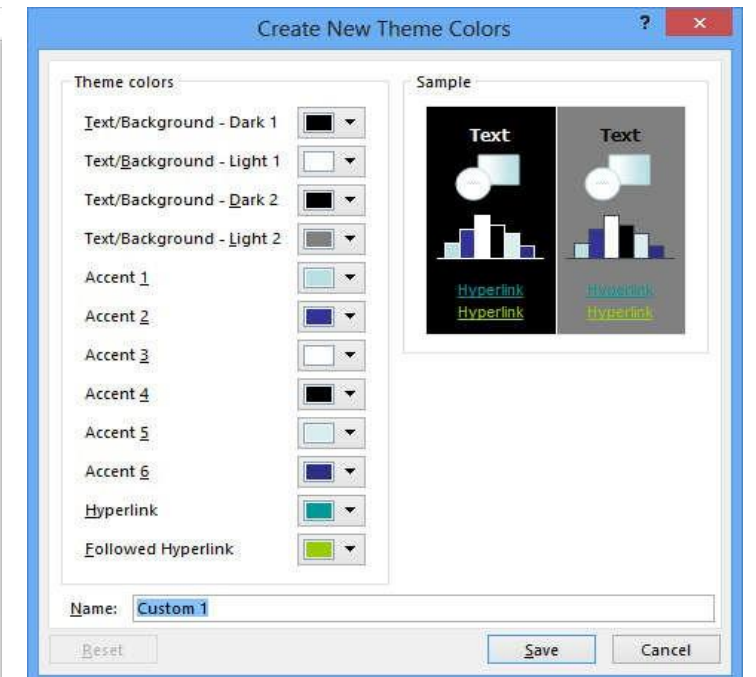 Create New Theme Colors
?
Theme colors
Text/Background - Dark 1
Text/Background - Light 1
Text/Background - Dark 2
Text/Background - Light 2
Accent 1
Accent 2
Accent 3
Accent 4
Accent 5
Accent 6
Hyperlink
Followed Hyperlink
Sample
Text Text
Hyperlink Hyperlink
Hyperlink Hyperlink
Name: Custom 1
Reset Save Cancel